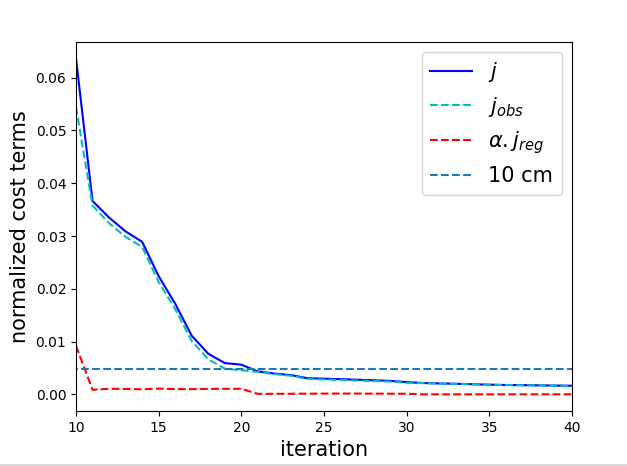 normalized cost terms
0.06
0.05
0.04
0.03
0.02
0.01
0.00
10 15 20 25 30 35 40
iteration
j
j_obs
α.j_reg
10 cm